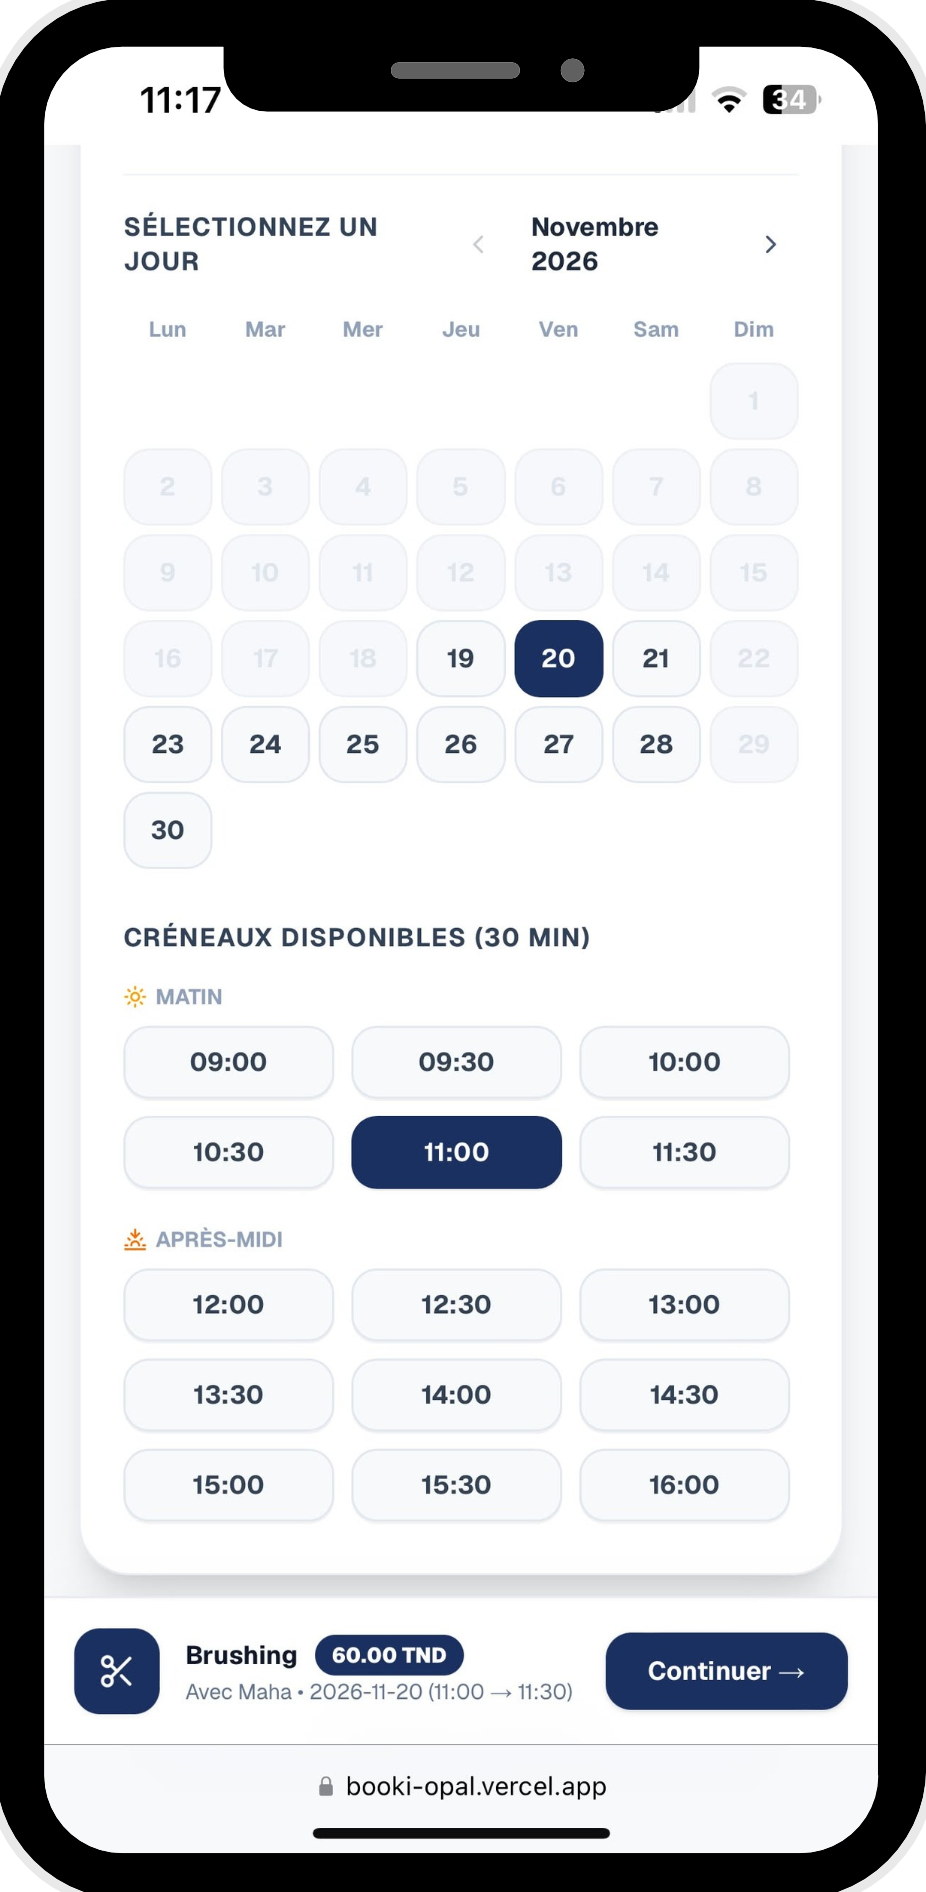 11:17
34
SÉLECTIONNEZ UN
JOUR
Novembre
2026
Lun Mar Mer Jeu Ven Sam Dim
1
2 3 4 5 6 7 8
9 10 11 12 13 14 15
16 17 18 19 20 21 22
23 24 25 26 27 28 29
30
CRÉNEAUX DISPONIBLES (30 MIN)
MATIN
09:00 09:30 10:00
10:30 11:00 11:30
APRÈS-MIDI
12:00 12:30 13:00
13:30 14:00 14:30
15:00 15:30 16:00
Brushing 60.00 TND
Avec Maha • 2026-11-20 (11:00 → 11:30)
Continuer →
booki-opal.vercel.app